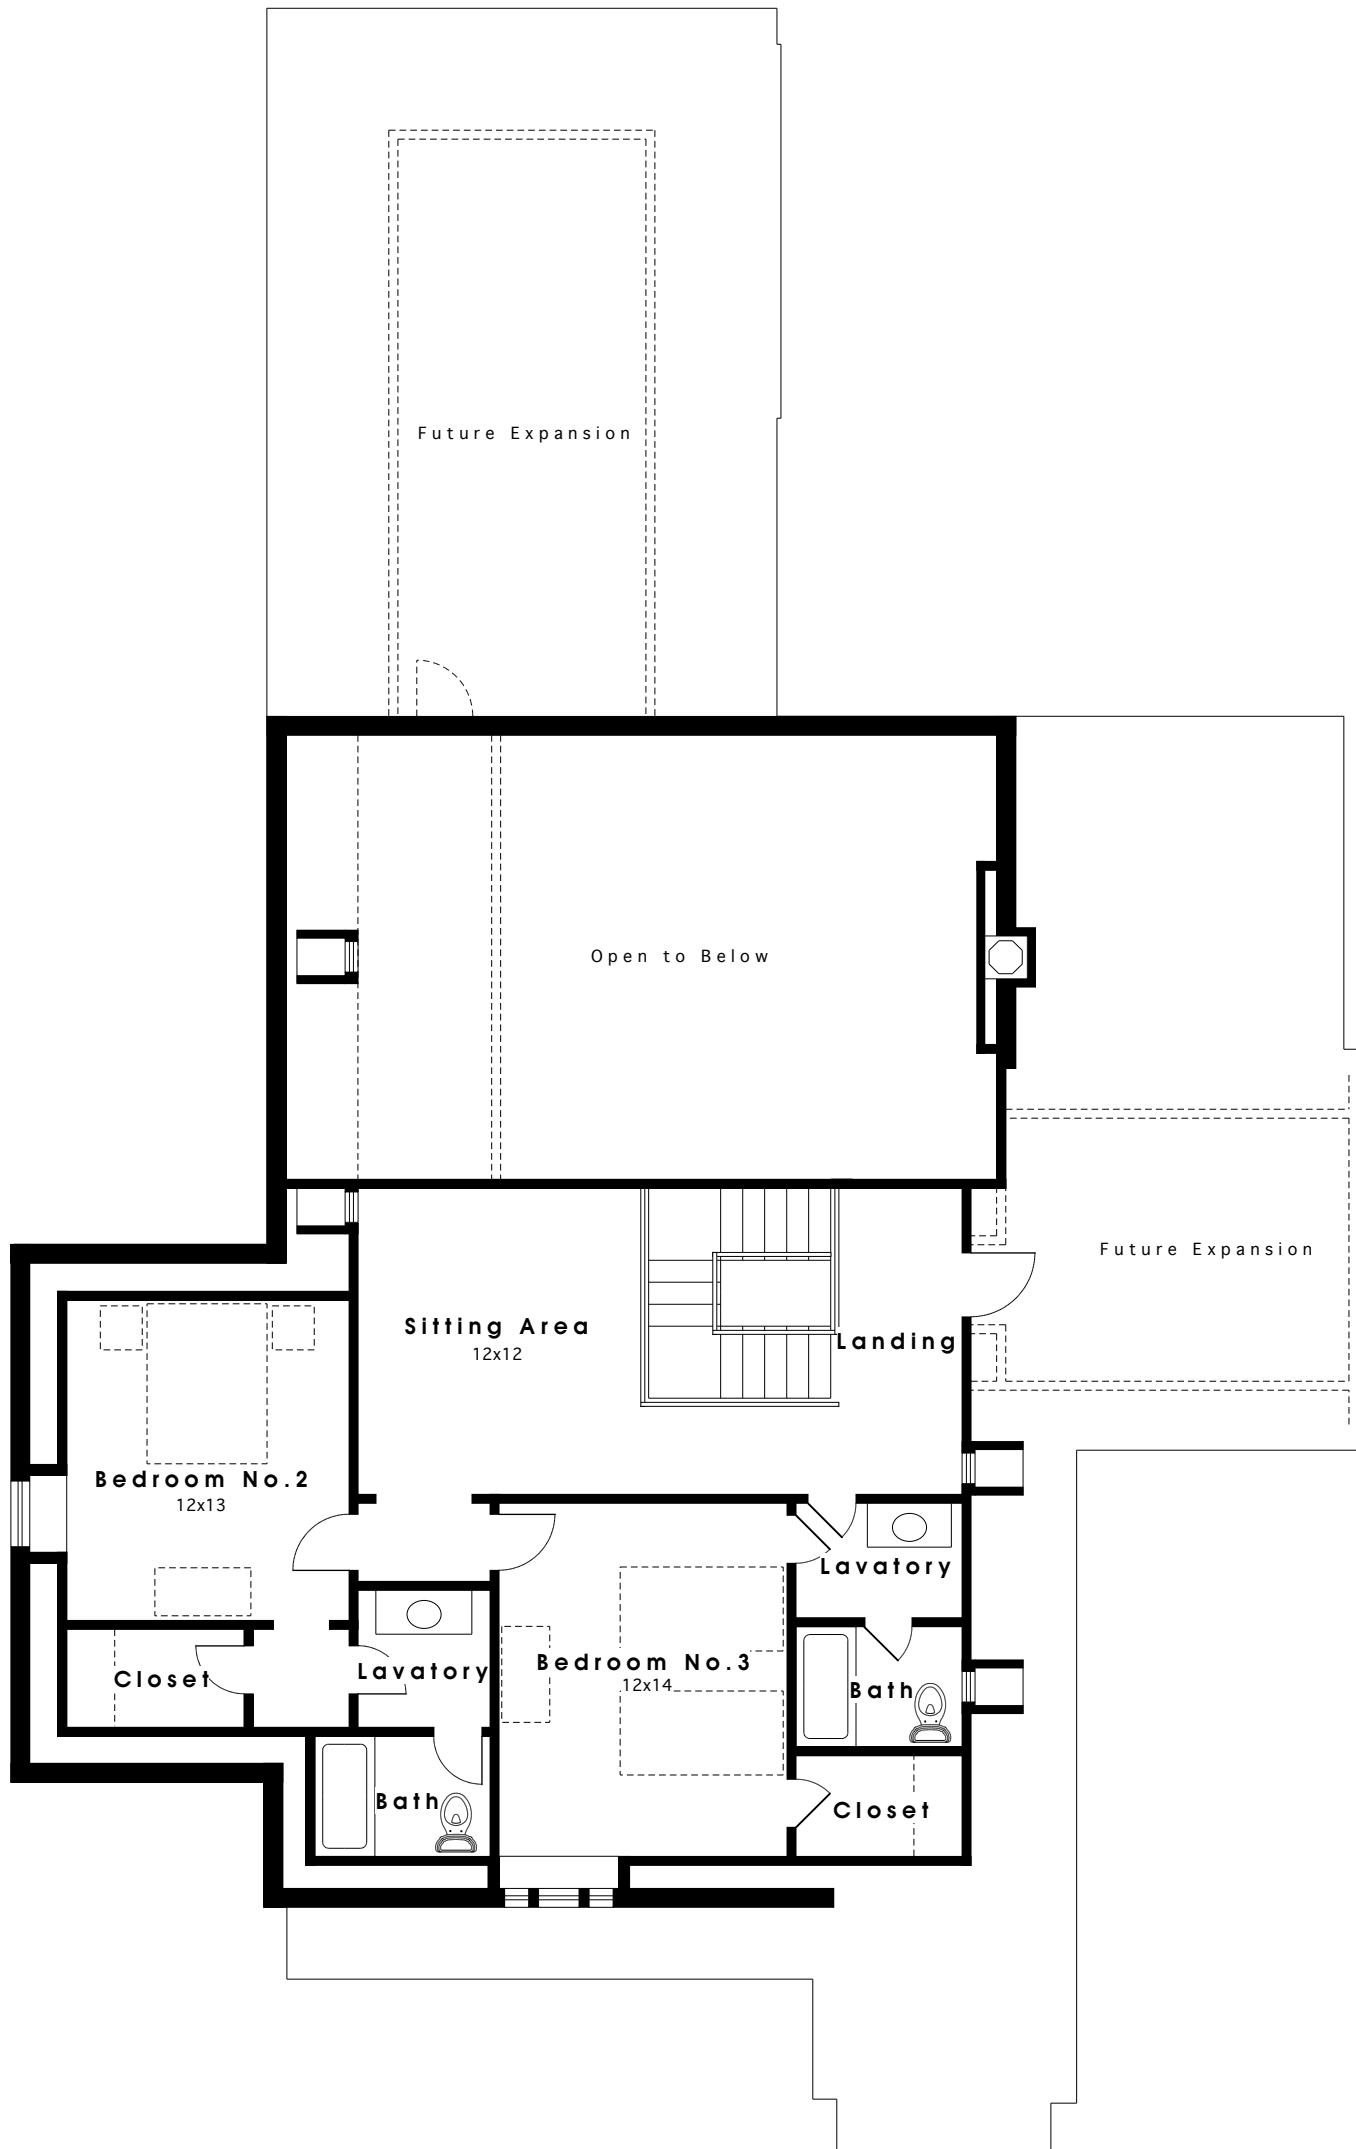 Future Expansion
Open to Below
Future Expansion
Sitting Area
12x12
Landing
Bedroom No.2
12x13
Lavatory
Bedroom No.3
12x14
Closet
Lavatory
Bath
Bath
Closet